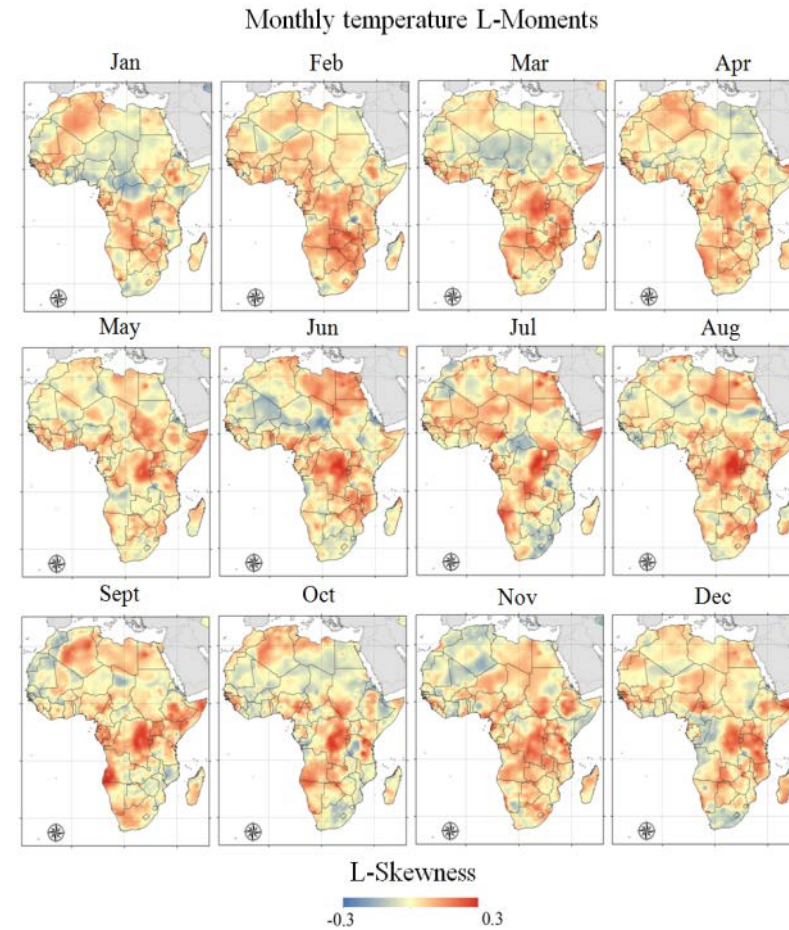 Monthly temperature L-Moments
Jan Feb Mar Apr
May Jun Jul Aug
Sept Oct Nov Dec
L-Skewness
-0.3 0.3